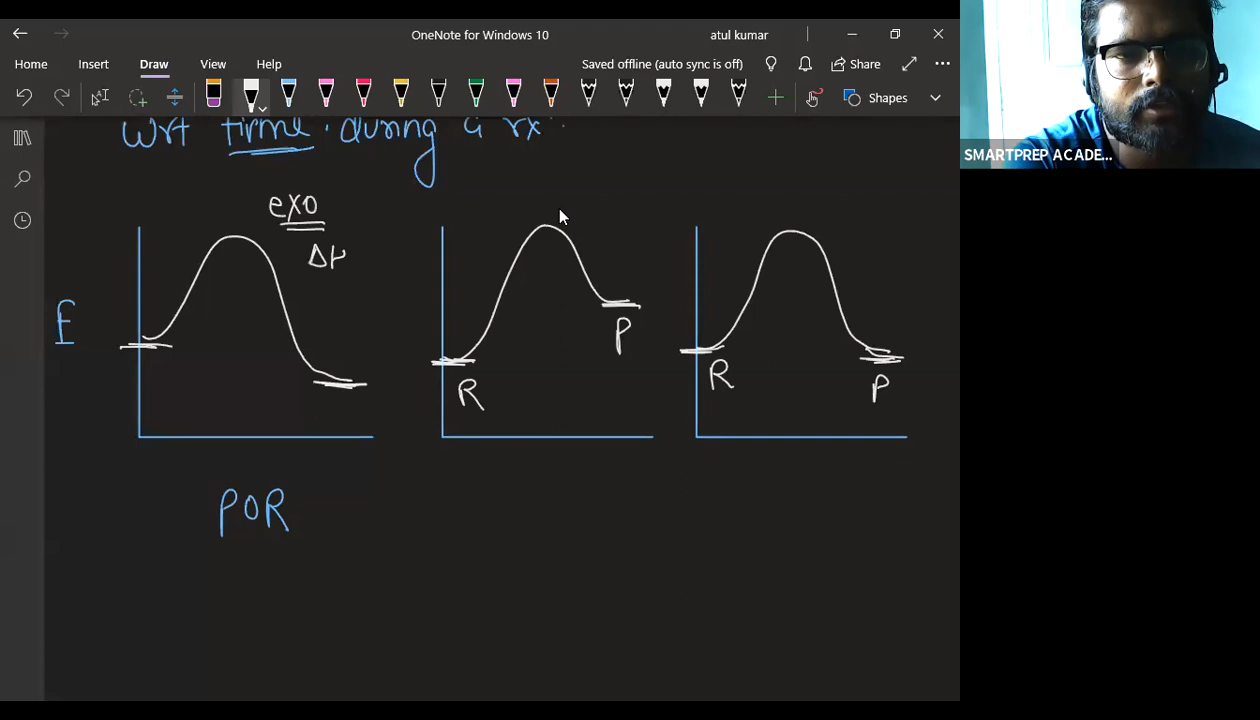 OneNote for Windows 10
atul kumar
Home Insert Draw View Help
Saved offline (auto sync is off)
Share
Shapes
SMARTPREP ACADE...
Wrt time. during a rx
exo
ΔH
E
R
P
R
P
POR